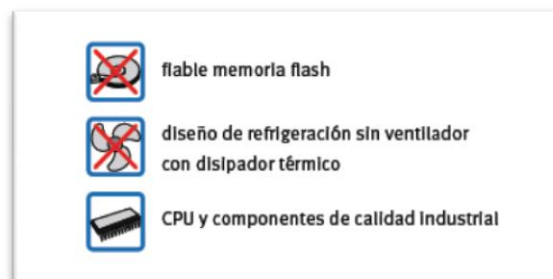 fiable memoria flash
diseño de refrigeración sin ventilador
con disipador térmico
CPU y componentes de calidad industrial